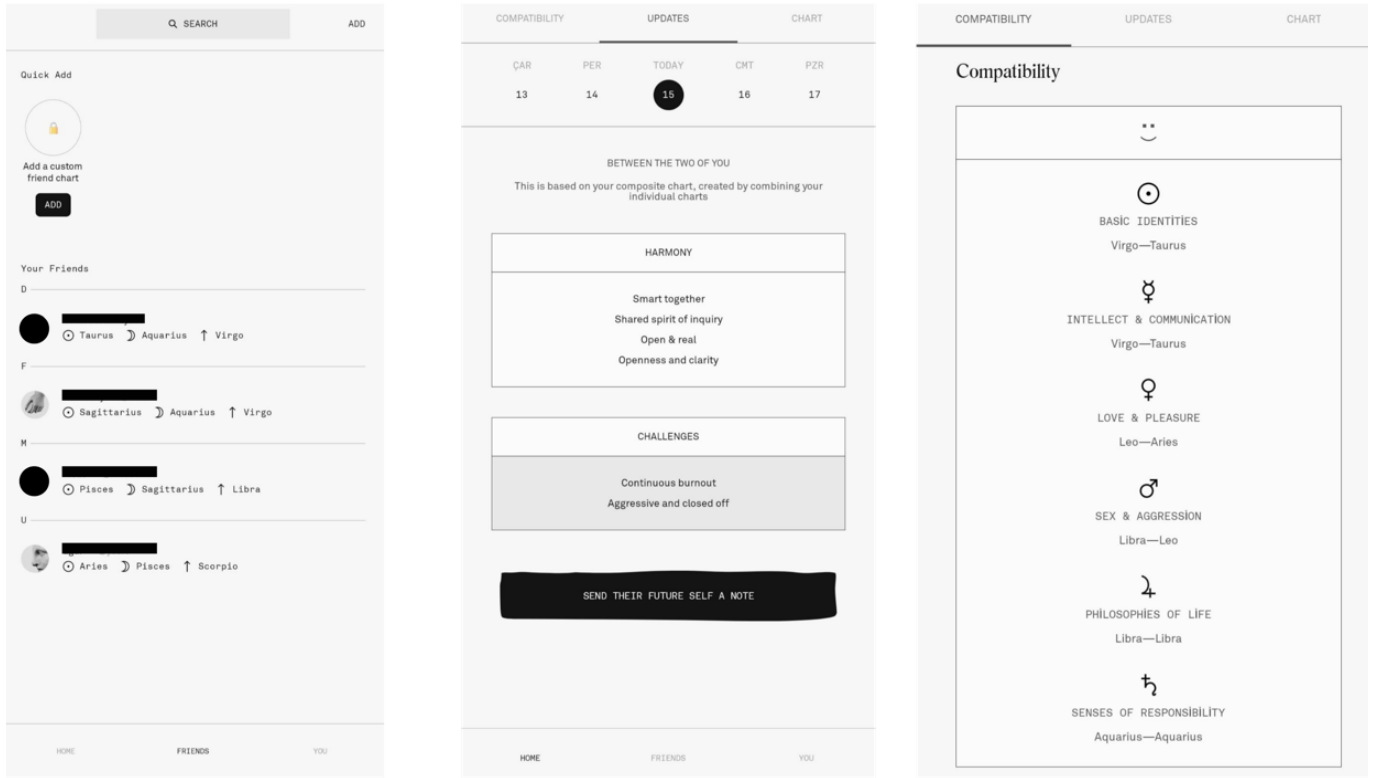 SEARCH
ADD
Quick Add
Add a custom
friend chart
ADD
Your Friends
D
Taurus Aquarius Virgo
F
Sagittarius Aquarius Virgo
M
Pisces Sagittarius Libra
U
Aries Pisces Scorpio
HOME FRIENDS YOU
COMPATIBILITY UPDATES CHART
ÇAR PER TODAY CMT PZR
13 14 15 16 17
BETWEEN THE TWO OF YOU
This is based on your composite chart, created by combining your
individual charts
HARMONY
Smart together
Shared spirit of inquiry
Open & real
Openness and clarity
CHALLENGES
Continuous burnout
Aggressive and closed off
SEND THEIR FUTURE SELF A NOTE
HOME FRIENDS YOU
COMPATIBILITY UPDATES CHART
Compatibility
BASİC IDENTİTİES
Virgo—Taurus
İNTELLECT & COMMUNİCATİON
Virgo—Taurus
LOVE & PLEASURE
Leo—Aries
SEX & AGGRESSİON
Libra—Leo
PHİLOSOPHİES OF LİFE
Libra—Libra
SENSES OF RESPONSİBİLİTY
Aquarius—Aquarius